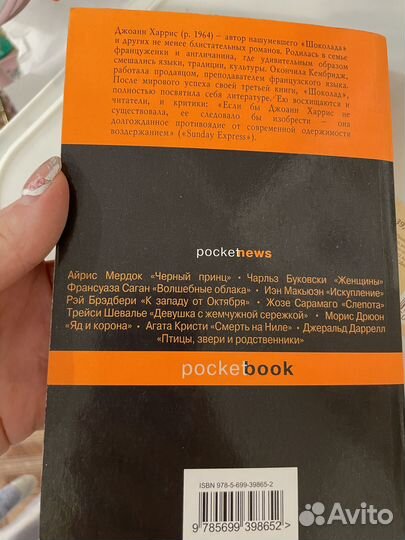 Джоанн Харрис (р. 1964) – автор нашумевшего «Шоколада»
и других не менее блистательных романов. Родилась в семье
француженки и англичанина, где удивительным образом
смешались языки, традиции, культуры. Окончила Кембридж,
работала продавцом, преподавателем французского языка.
После мирового успеха своей третьей книги, «Шоколад»,
полностью посвятила себя литературе. Ею восхищаются и
читатели, и критики: «Если бы Джоанн Харрис не
существовала, ее следовало бы изобрести – она
долгожданное противоядие от современной одержимости
воздержанием» («Sunday Express»).
pocketnews
Айрис Мердок «Черный принц» • Чарльз Буковски «Женщины»
Франсуаза Саган «Волшебные облака» • Иэн Макьюэн «Искупление»
Рэй Брэдбери «К западу от Октября» • Жозе Сарамаго «Слепота»
Трейси Шевалье «Девушка с жемчужной сережкой» • Морис Дрюон
«Яд и корона» • Агата Кристи «Смерть на Ниле» • Джеральд Даррелл
«Птицы, звери и родственники»
pocketbook
ISBN 978-5-699-39865-2
9 785699 398652 >
Avito